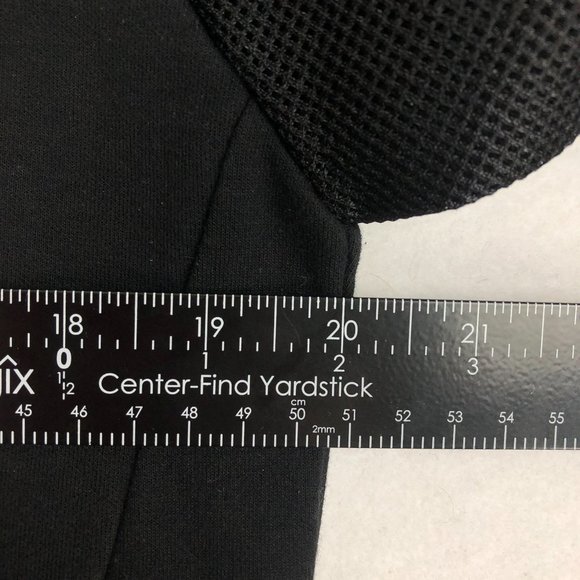 18 19 20 21
0 1 2 3
JIX 1/2 Center-Find Yardstick
cm
45 46 47 48 49 50 51 52 53 54 55
2mm